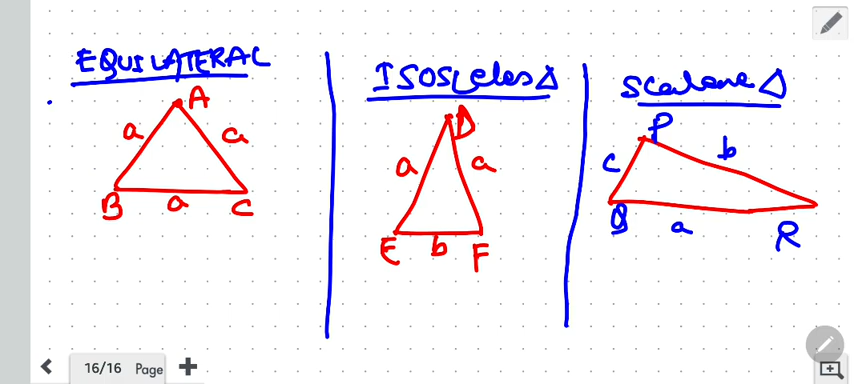 EQUILATERAL
A
a a
B a C
ISOSceles Δ
D
a a
E b F
Scalene Δ
P
c b
Q a R
16/16 Page